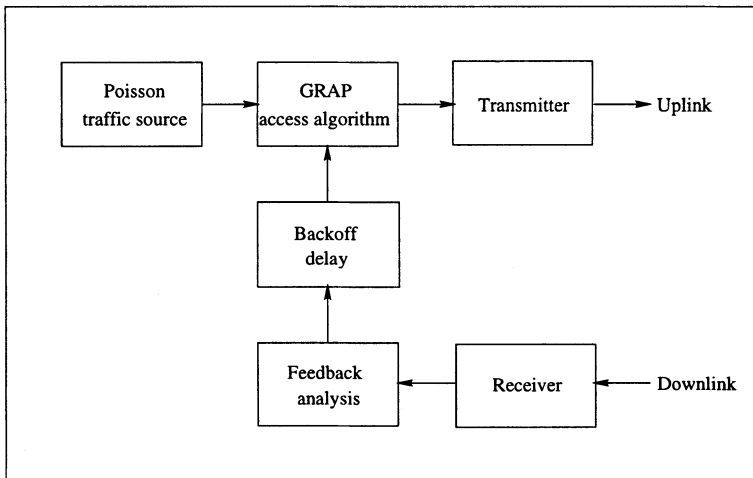 Poisson
traffic source
GRAP
access algorithm
Transmitter
Uplink
Backoff
delay
Feedback
analysis
Receiver
Downlink